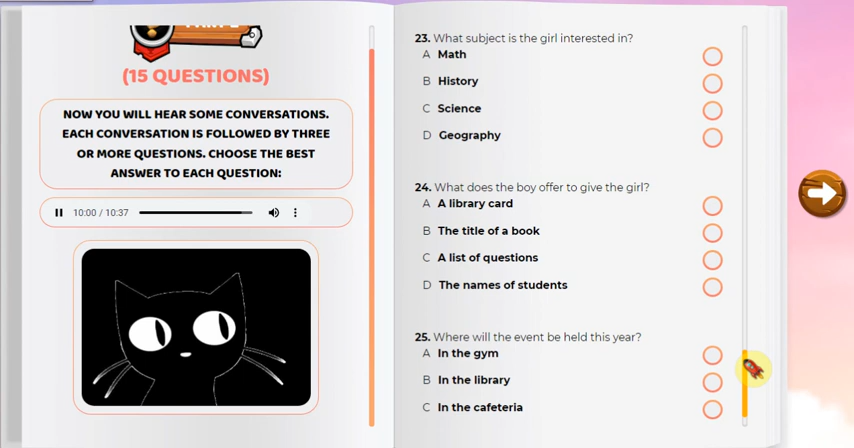 (15 QUESTIONS)
NOW YOU WILL HEAR SOME CONVERSATIONS.
EACH CONVERSATION IS FOLLOWED BY THREE
OR MORE QUESTIONS. CHOOSE THE BEST
ANSWER TO EACH QUESTION:
10:00 / 10:37
23. What subject is the girl interested in?
A Math
B History
C Science
D Geography
24. What does the boy offer to give the girl?
A A library card
B The title of a book
C A list of questions
D The names of students
25. Where will the event be held this year?
A In the gym
B In the library
C In the cafeteria